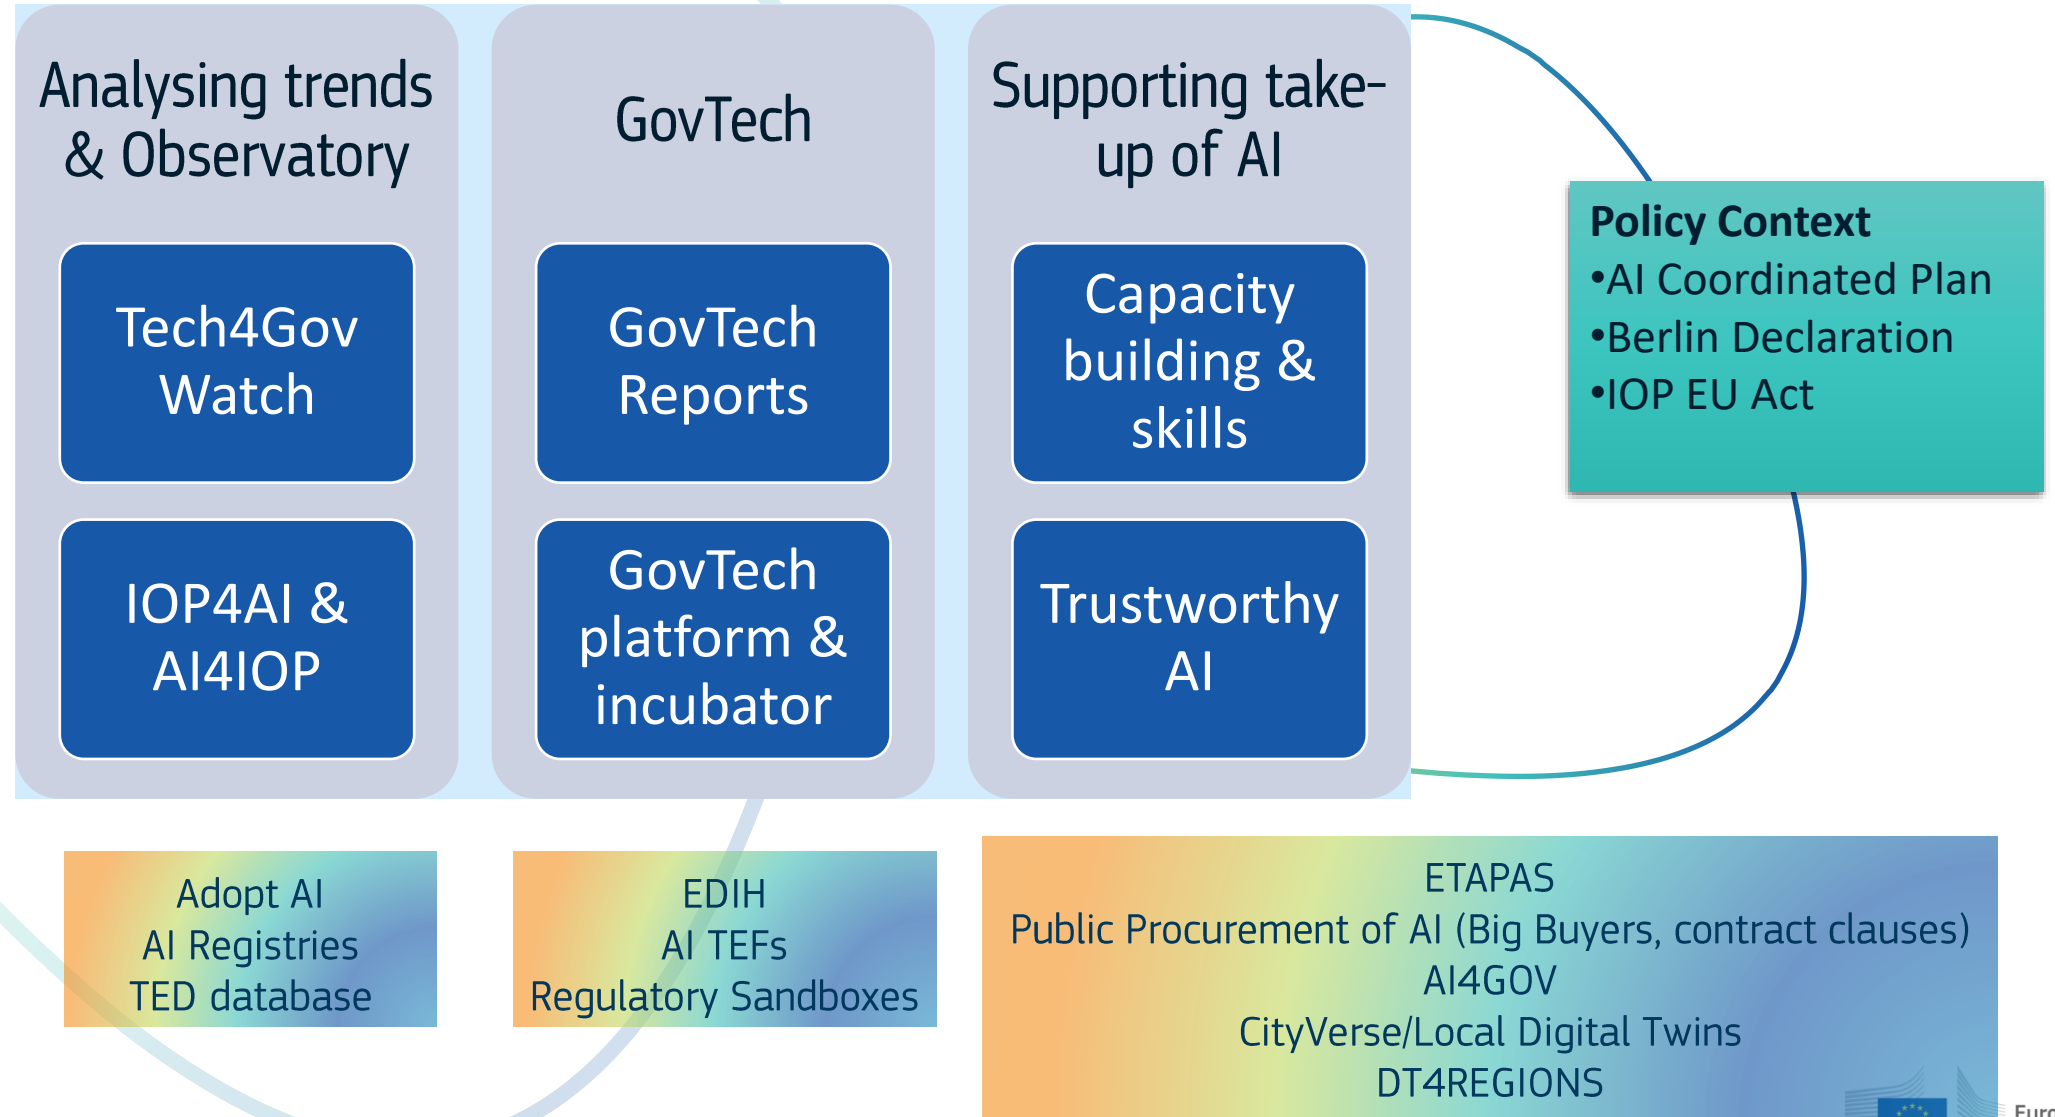 Analysing trends
& Observatory
Tech4Gov
Watch
IOP4AI &
AI4IOP
GovTech
GovTech
Reports
GovTech
platform &
incubator
Supporting take-
up of AI
Capacity
building &
skills
Trustworthy
AI
Policy Context
•AI Coordinated Plan
•Berlin Declaration
•IOP EU Act
Adopt AI
AI Registries
TED database
EDIH
AI TEFs
Regulatory Sandboxes
ETAPAS
Public Procurement of AI (Big Buyers, contract clauses)
AI4GOV
CityVerse/Local Digital Twins
DT4REGIONS